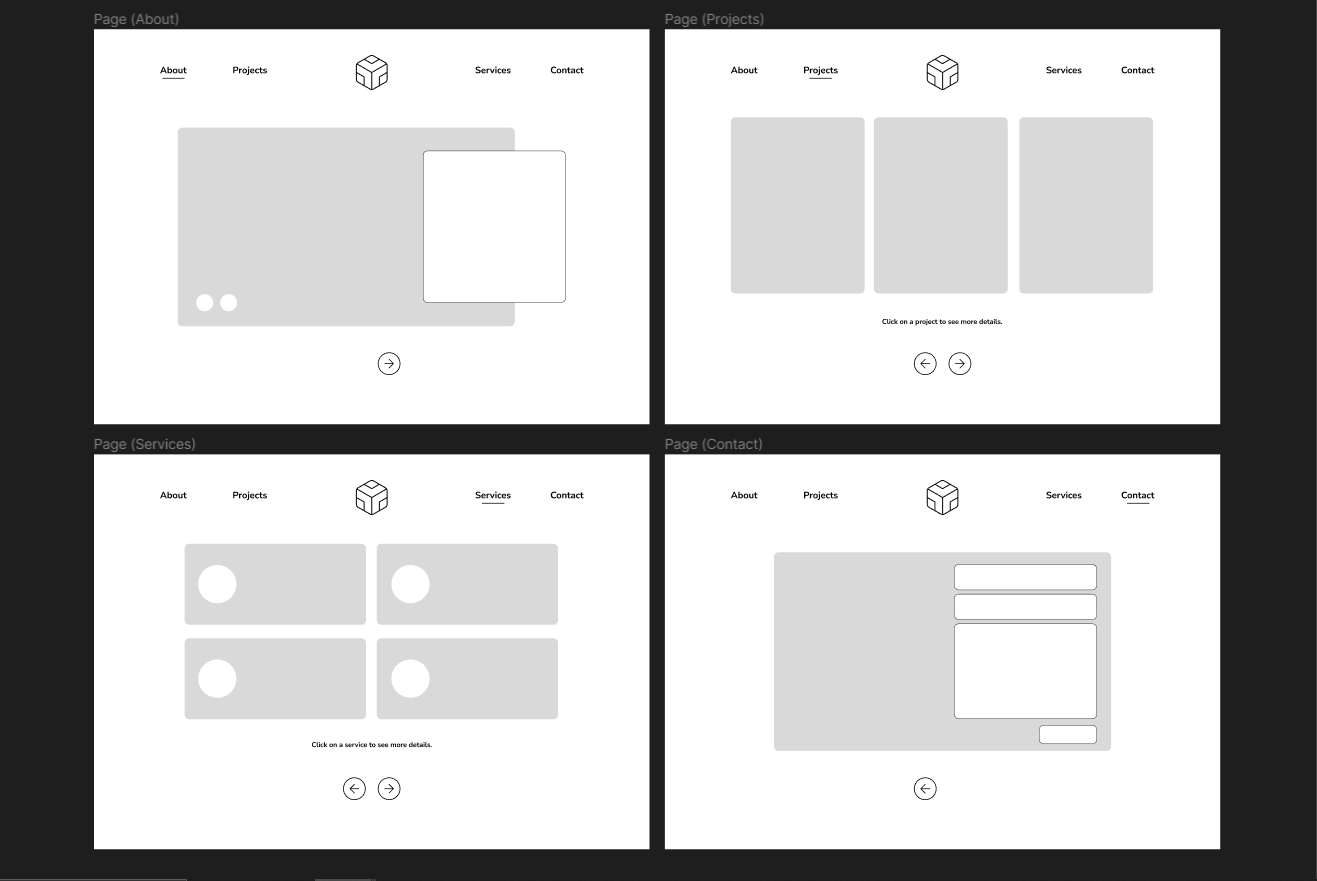 Page (About)
About Projects Services Contact
Page (Projects)
About Projects Services Contact
Click on a project to see more details.
Page (Services)
About Projects Services Contact
Click on a service to see more details.
Page (Contact)
About Projects Services Contact